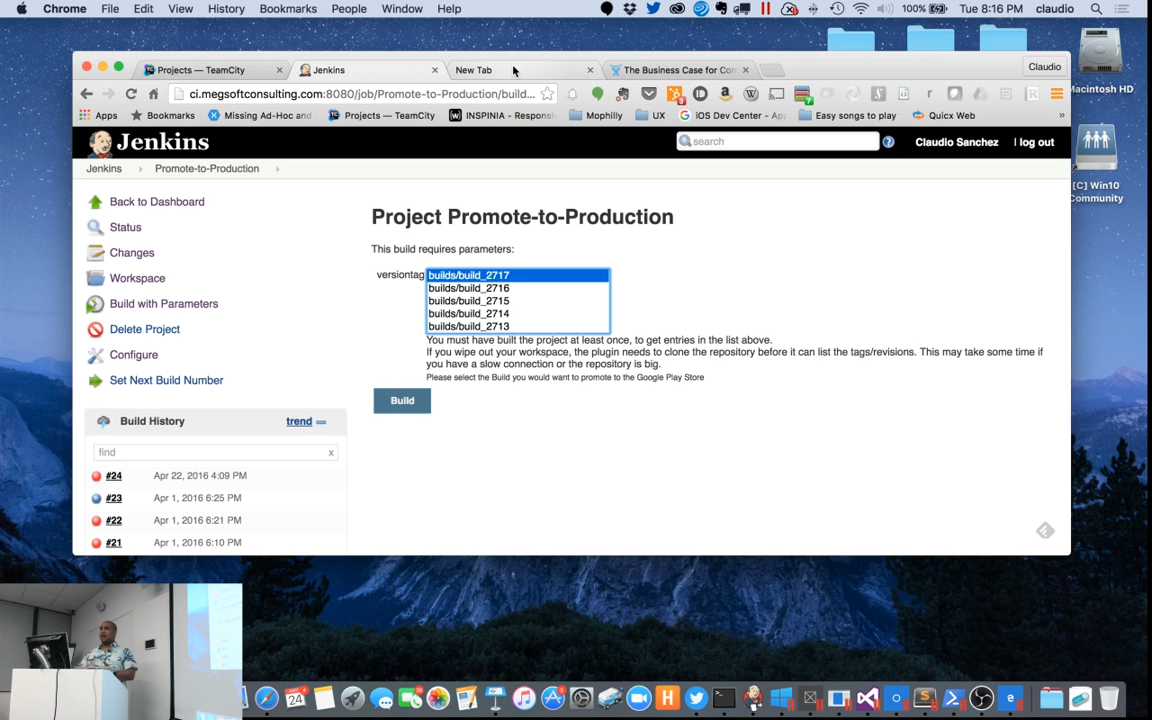 Chrome File Edit View History Bookmarks People Window Help
100% Tue 8:16 PM claudio
Projects — TeamCity
Jenkins
New Tab
The Business Case for Con
Claudio
ci.megsoftconsulting.com:8080/job/Promote-to-Production/build...
Apps
Bookmarks
Missing Ad-Hoc and
Projects — TeamCity
INSPINIA - Respons
Mophilly
UX
iOS Dev Center - Ap
Easy songs to play
Quicx Web
»
Macintosh HD
Jenkins
search
Claudio Sanchez
log out
Jenkins
Promote-to-Production
[C] Win10
Community
Back to Dashboard
Status
Changes
Workspace
Build with Parameters
Delete Project
Configure
Set Next Build Number
Build History
trend
find
x
#24 Apr 22, 2016 4:09 PM
#23 Apr 1, 2016 6:25 PM
#22 Apr 1, 2016 6:21 PM
#21 Apr 1, 2016 6:10 PM
Project Promote-to-Production
This build requires parameters:
versiontag
builds/build_2717
builds/build_2716
builds/build_2715
builds/build_2714
builds/build_2713
You must have built the project at least once, to get entries in the list above.
If you wipe out your workspace, the plugin needs to clone the repository before it can list the tags/revisions. This may take some time if
you have a slow connection or the repository is big.
Please select the Build you would want to promote to the Google Play Store
Build
24